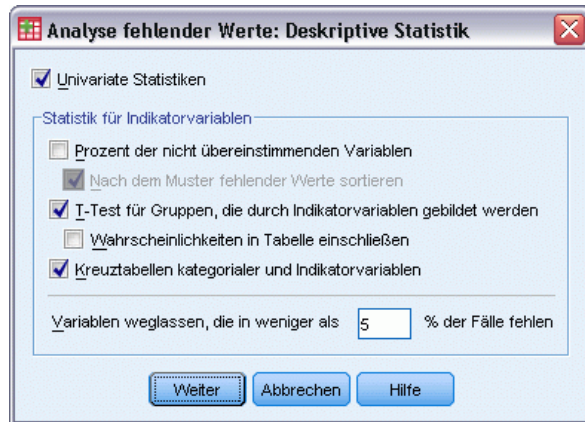 Analyse fehlender Werte: Deskriptive Statistik
Univariate Statistiken
Statistik für Indikatorvariablen
Prozent der nicht übereinstimmenden Variablen
Nach dem Muster fehlender Werte sortieren
T-Test für Gruppen, die durch Indikatorvariablen gebildet werden
Wahrscheinlichkeiten in Tabelle einschließen
Kreuztabellen kategorialer und Indikatorvariablen
Variablen weglassen, die in weniger als 5 % der Fälle fehlen
Weiter Abbrechen Hilfe